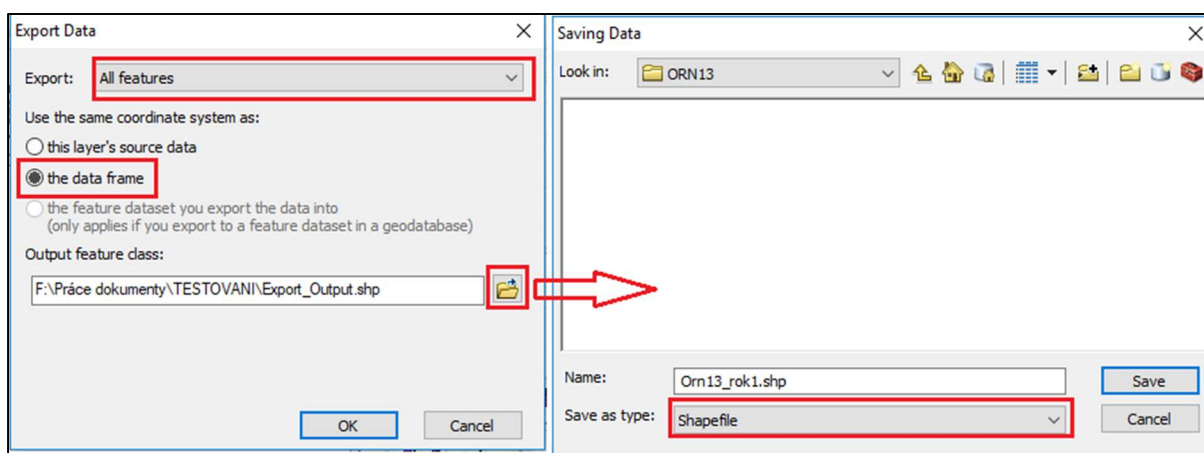 Export Data
Export: All features
Use the same coordinate system as:
this layer's source data
the data frame
the feature dataset you export the data into
(only applies if you export to a feature dataset in a geodatabase)
Output feature class:
F:\Práce dokumenty\TESTOVANI\Export_Output.shp
OK Cancel
Saving Data
Look in: ORN13
Name: Orn13_rok1.shp Save
Save as type: Shapefile Cancel